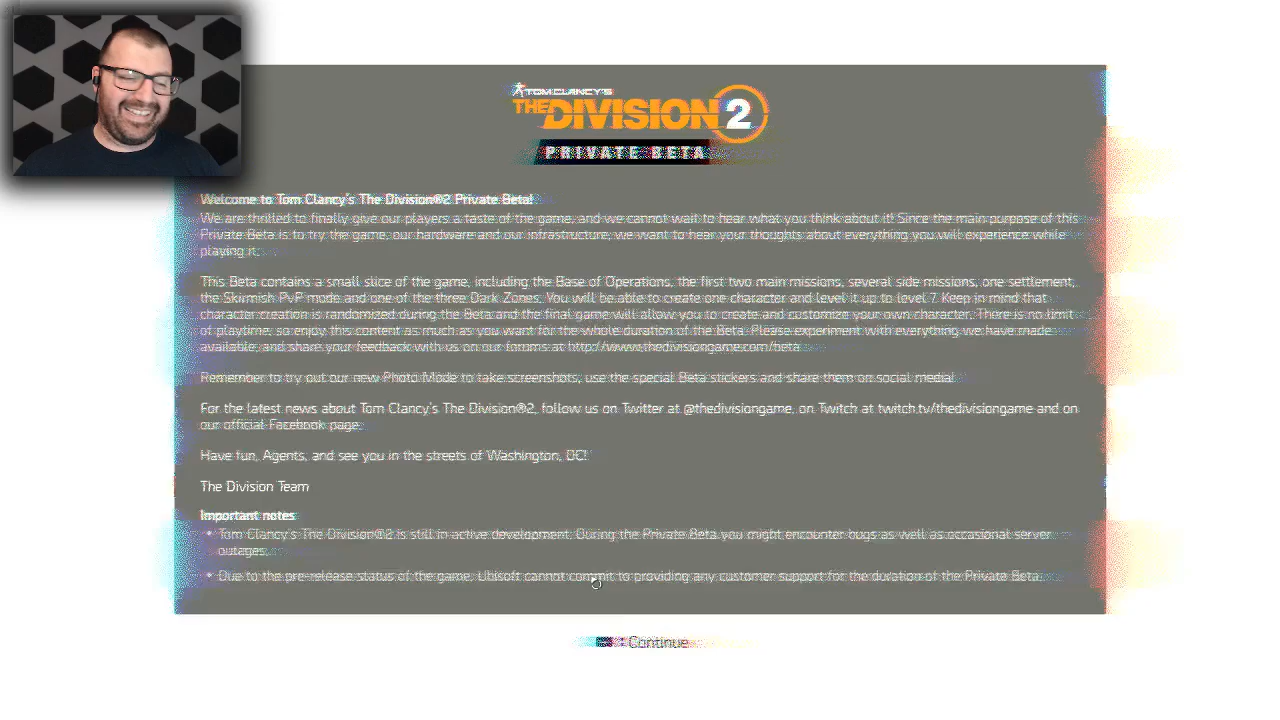 TOM CLANCY'S
THE DIVISION 2
PRIVATE BETA
Welcome to Tom Clancy's The Division®2 Private Beta!
We are thrilled to finally give our players a taste of the game, and we cannot wait to hear what you think about it! Since the main purpose of this
Private Beta is to try the game, our hardware and our infrastructure, we want to hear your thoughts about everything you will experience while
playing it.
This Beta contains a small slice of the game, including the Base of Operations, the first two main missions, several side missions, one settlement,
the Skirmish PvP mode and one of the three Dark Zones. You will be able to create one character and level it up to level 7. Keep in mind that
character creation is randomized during the Beta and the final game will allow you to create and customize your own character. There is no limit
of playtime, so enjoy this content as much as you want for the whole duration of the Beta. Please experiment with everything we have made
available, and share your feedback with us on our forums at http://www.thedivisiongame.com/beta
Remember to try out our new Photo Mode to take screenshots, use the special Beta stickers and share them on social media!
For the latest news about Tom Clancy's The Division®2, follow us on Twitter at @thedivisiongame, on Twitch at twitch.tv/thedivisiongame and on
our official Facebook page.
Have fun, Agents, and see you in the streets of Washington, DC!
The Division Team
Important notes
• Tom Clancy's The Division®2 is still in active development. During the Private Beta you might encounter bugs as well as occasional server
outages.
• Due to the pre-release status of the game, Ubisoft cannot commit to providing any customer support for the duration of the Private Beta.
Continue